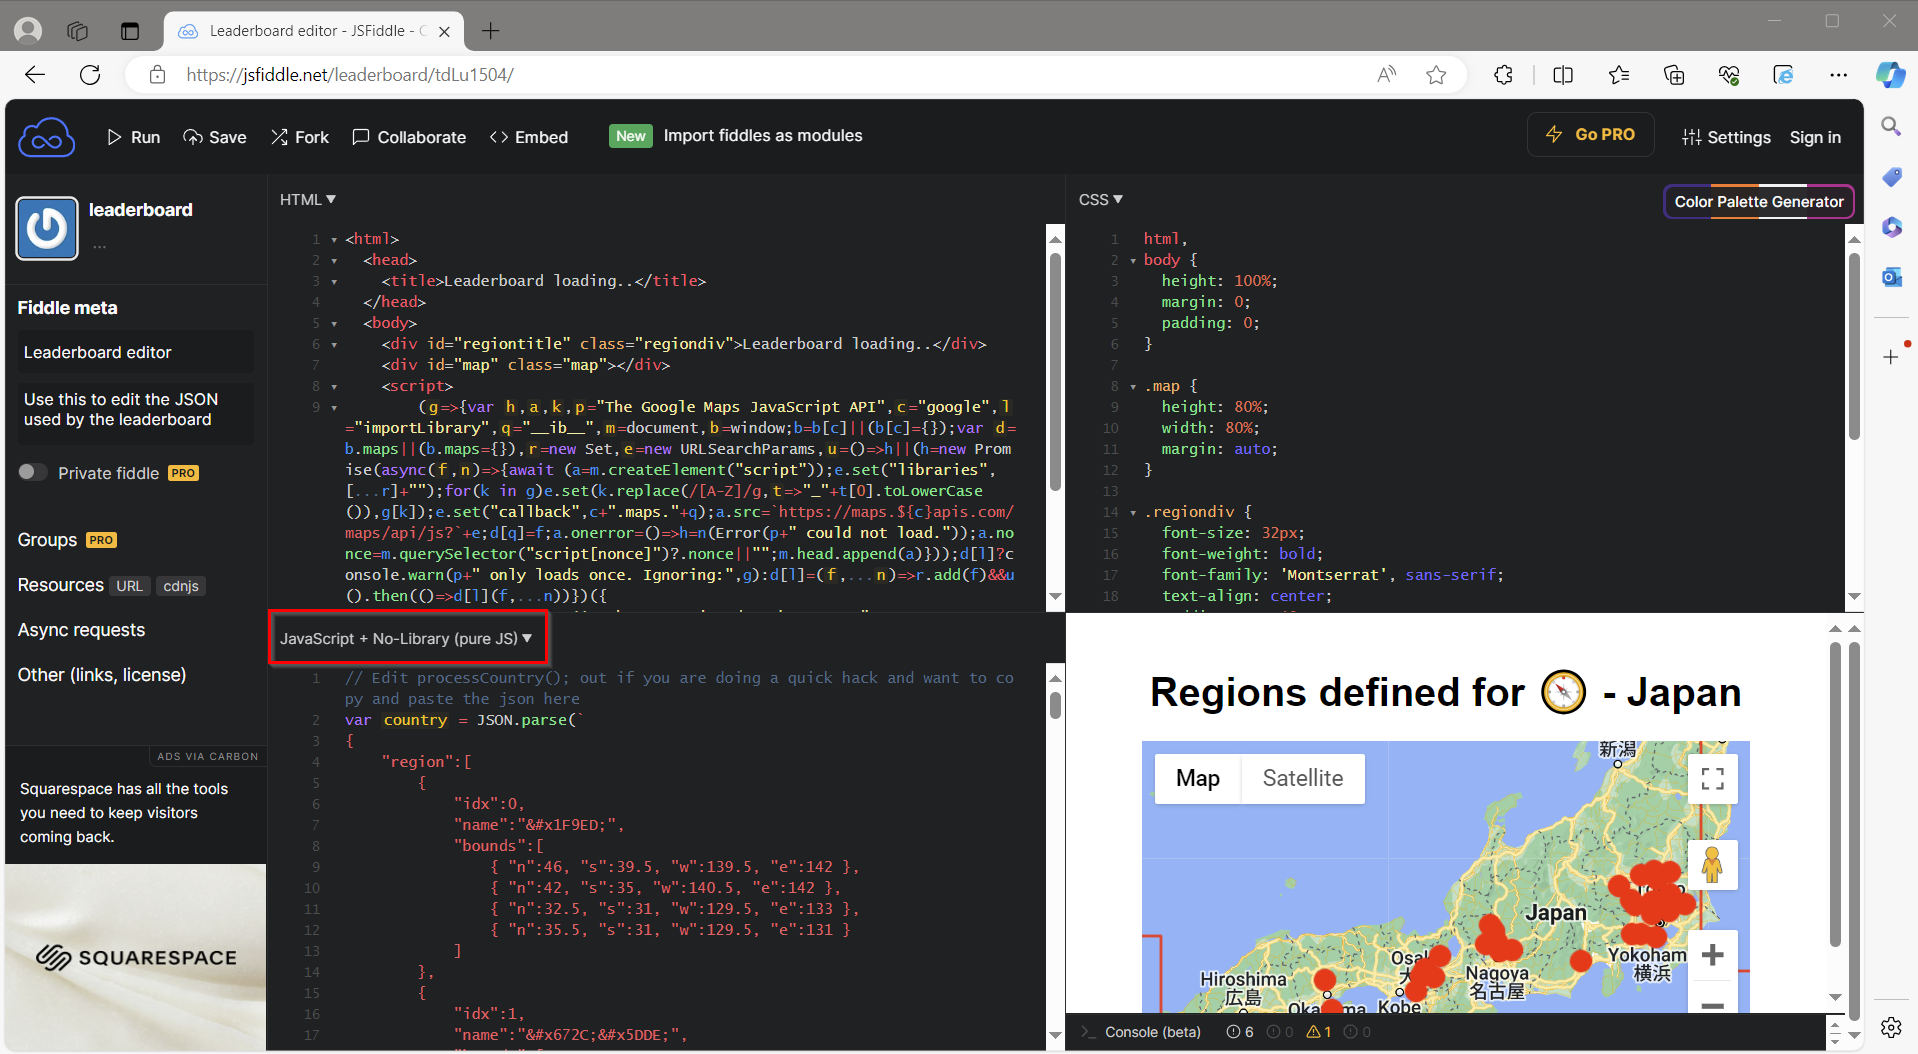 Leaderboard editor - JSFiddle - C
https://jsfiddle.net/leaderboard/tdLu1504/
Run
Save
Fork
Collaborate
<> Embed
New
Import fiddles as modules
Go PRO
Settings
Sign in
leaderboard
...
Fiddle meta
Leaderboard editor
Use this to edit the JSON
used by the leaderboard
Private fiddle PRO
Groups PRO
Resources URL cdnjs
Async requests
Other (links, license)
ADS VIA CARBON
Squarespace has all the tools
you need to keep visitors
coming back.
SQUARESPACE
HTML ▼
1 <html>
2 <head>
3 <title>Leaderboard loading..</title>
4 </head>
5 <body>
6 <div id="regiontitle" class="regiondiv">Leaderboard loading..</div>
7 <div id="map" class="map"></div>
8 <script>
9 (g=>{var h,a,k,p="The Google Maps JavaScript API",c="google",l
="importLibrary",q="__ib__",m=document,b=window;b=b[c]||(b[c]={});var d=
b.maps||(b.maps={}),r=new Set,e=new URLSearchParams,u=()=>h||(h=new Prom
ise(async(f,n)=>{await (a=m.createElement("script"));e.set("libraries",
[...r]+"");for(k in g)e.set(k.replace(/[A-Z]/g,t=>"_"+t[0].toLowerCase
()),g[k]);e.set("callback",c+".maps."+q);a.src=`https://maps.${c}apis.com/
maps/api/js?`+e;d[q]=f;a.onerror=()=>h=n(Error(p+" could not load."));a.no
nce=m.querySelector("script[nonce]")?.nonce||"";m.head.append(a)}));d[l]?c
onsole.warn(p+" only loads once. Ignoring:",g):d[l]=(f,...n)=>r.add(f)&&u
().then(()=>d[l](f,...n))})({
CSS ▼
Color Palette Generator
1 html,
2 body {
3 height: 100%;
4 margin: 0;
5 padding: 0;
6 }
7
8 .map {
9 height: 80%;
10 width: 80%;
11 margin: auto;
12 }
13
14 .regiondiv {
15 font-size: 32px;
16 font-weight: bold;
17 font-family: 'Montserrat', sans-serif;
18 text-align: center;
JavaScript + No-Library (pure JS) ▼
1 // Edit processCountry(); out if you are doing a quick hack and want to co
py and paste the json here
2 var country = JSON.parse(`
3 {
4 "region":[
5 {
6 "idx":0,
7 "name":"&#x1F9ED;",
8 "bounds":[
9 { "n":46, "s":39.5, "w":139.5, "e":142 },
10 { "n":42, "s":35, "w":140.5, "e":142 },
11 { "n":32.5, "s":31, "w":129.5, "e":133 },
12 { "n":35.5, "s":31, "w":129.5, "e":131 }
13 ]
14 },
15 {
16 "idx":1,
17 "name":"&#x672C;&#x5DDE;",
Regions defined for 🧭 - Japan
Map
Satellite
新潟
Japan
Yokoham
横浜
Nagoya
名古屋
Osa
Kobe
Hiroshima
広島
Console (beta)
6
0
1
0